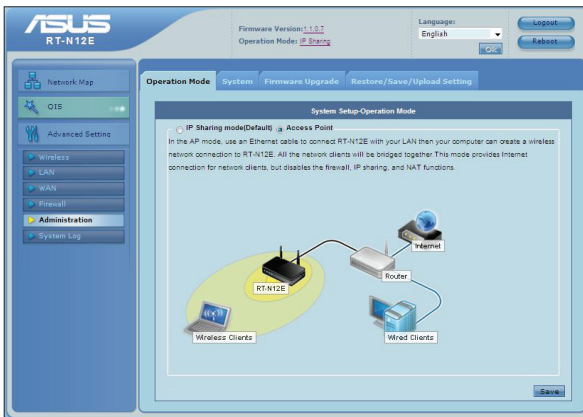 ASUS
RT-N12E
Firmware Version:1.1.0.7
Operation Mode: IP Sharing
Language:
English
OK
Logout
Reboot
Network Map
QIS
Advanced Setting
Wireless
LAN
WAN
Firewall
Administration
System Log
Operation Mode
System
Firmware Upgrade
Restore/Save/Upload Setting
System Setup-Operation Mode
IP Sharing mode(Default) Access Point
In the AP mode, use an Ethernet cable to connect RT-N12E with your LAN then your computer can create a wireless
network connection to RT-N12E. All the network clients will be bridged together.This mode provides Internet
connection for network clients, but disables the firewall, IP sharing, and NAT functions.
Internet
Router
RT-N12E
Wireless Clients
Wired Clients
Save